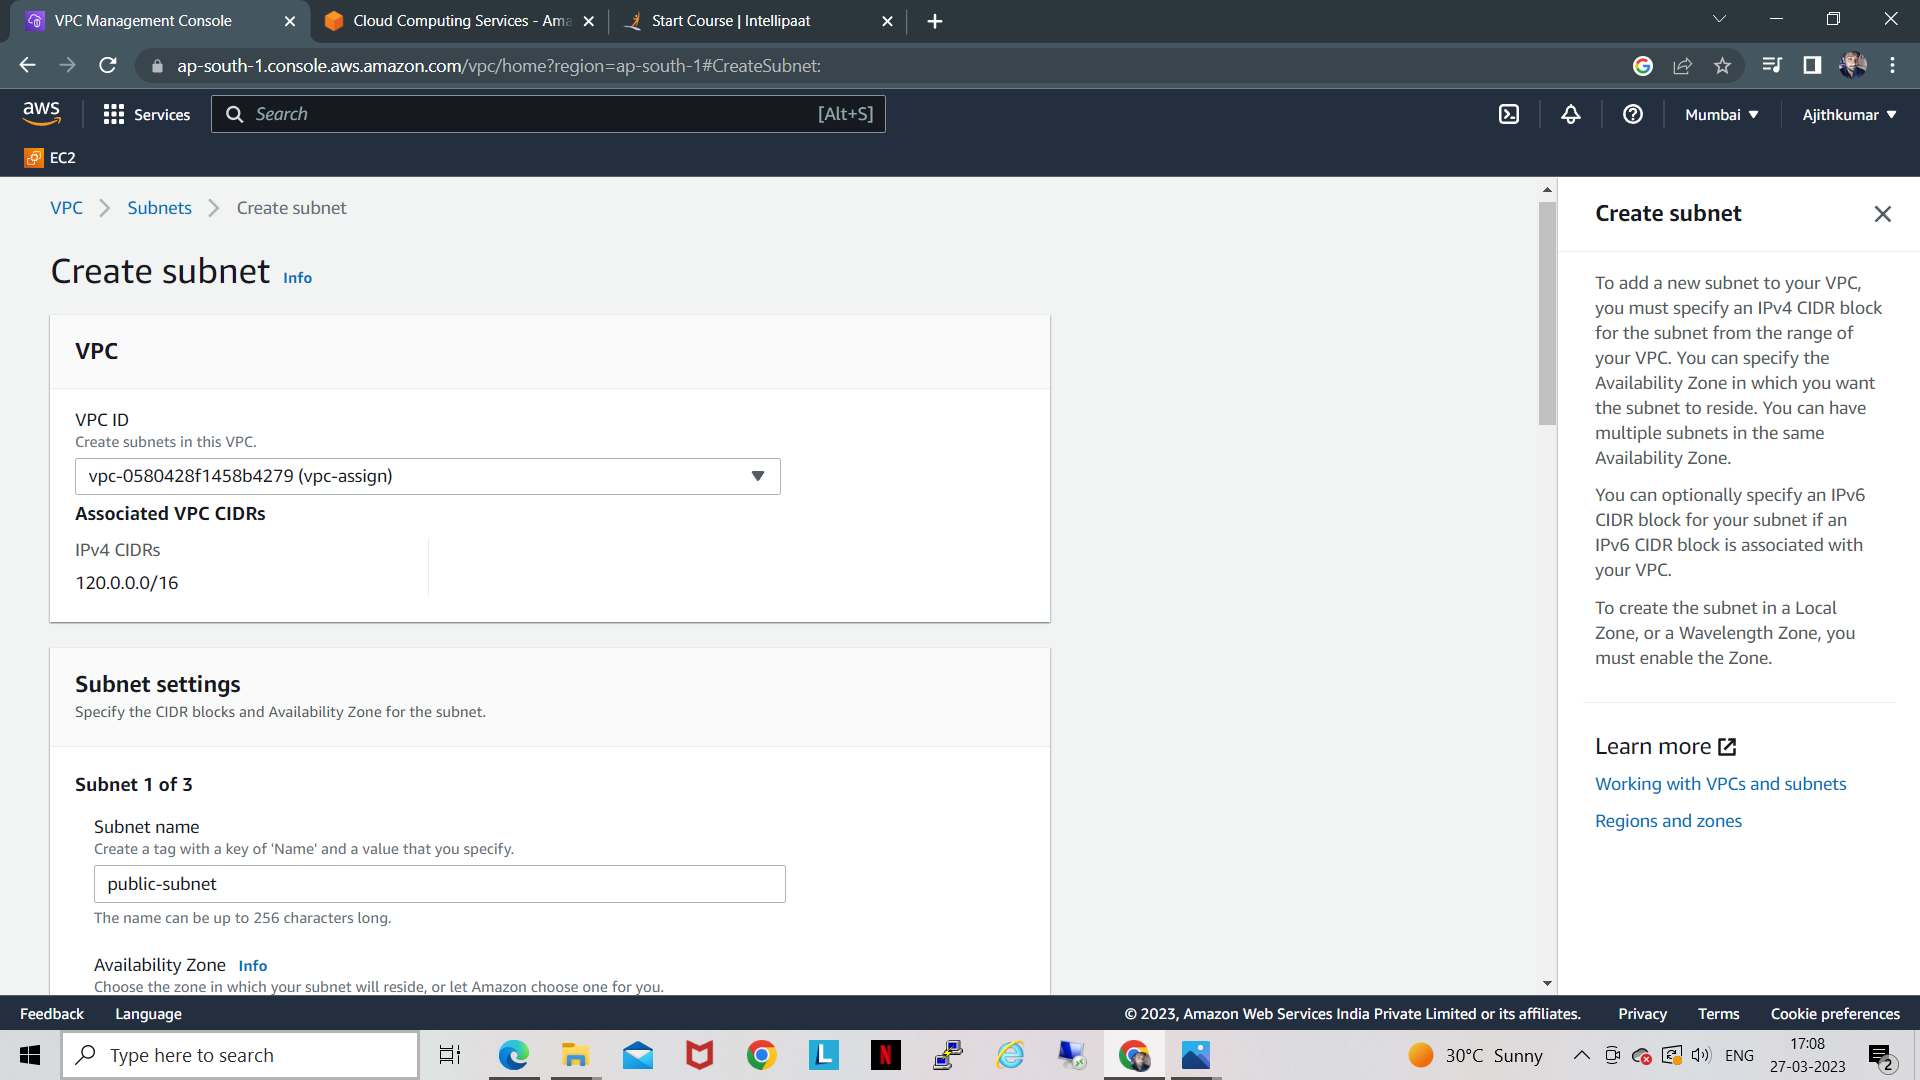 VPC Management Console
Cloud Computing Services - Ama
Start Course | Intellipaat
ap-south-1.console.aws.amazon.com/vpc/home?region=ap-south-1#CreateSubnet:
aws
Services
Search
[Alt+S]
Mumbai
Ajithkumar
EC2
VPC
Subnets
Create subnet
Create subnet Info
VPC
VPC ID
Create subnets in this VPC.
vpc-0580428f1458b4279 (vpc-assign)
Associated VPC CIDRs
IPv4 CIDRs
120.0.0.0/16
Subnet settings
Specify the CIDR blocks and Availability Zone for the subnet.
Subnet 1 of 3
Subnet name
Create a tag with a key of 'Name' and a value that you specify.
public-subnet
The name can be up to 256 characters long.
Availability Zone Info
Choose the zone in which your subnet will reside, or let Amazon choose one for you.
Create subnet
To add a new subnet to your VPC,
you must specify an IPv4 CIDR block
for the subnet from the range of
your VPC. You can specify the
Availability Zone in which you want
the subnet to reside. You can have
multiple subnets in the same
Availability Zone.
You can optionally specify an IPv6
CIDR block for your subnet if an
IPv6 CIDR block is associated with
your VPC.
To create the subnet in a Local
Zone, or a Wavelength Zone, you
must enable the Zone.
Learn more
Working with VPCs and subnets
Regions and zones
Feedback
Language
© 2023, Amazon Web Services India Private Limited or its affiliates.
Privacy
Terms
Cookie preferences
Type here to search
L
N
30°C Sunny
ENG
17:08
27-03-2023
2